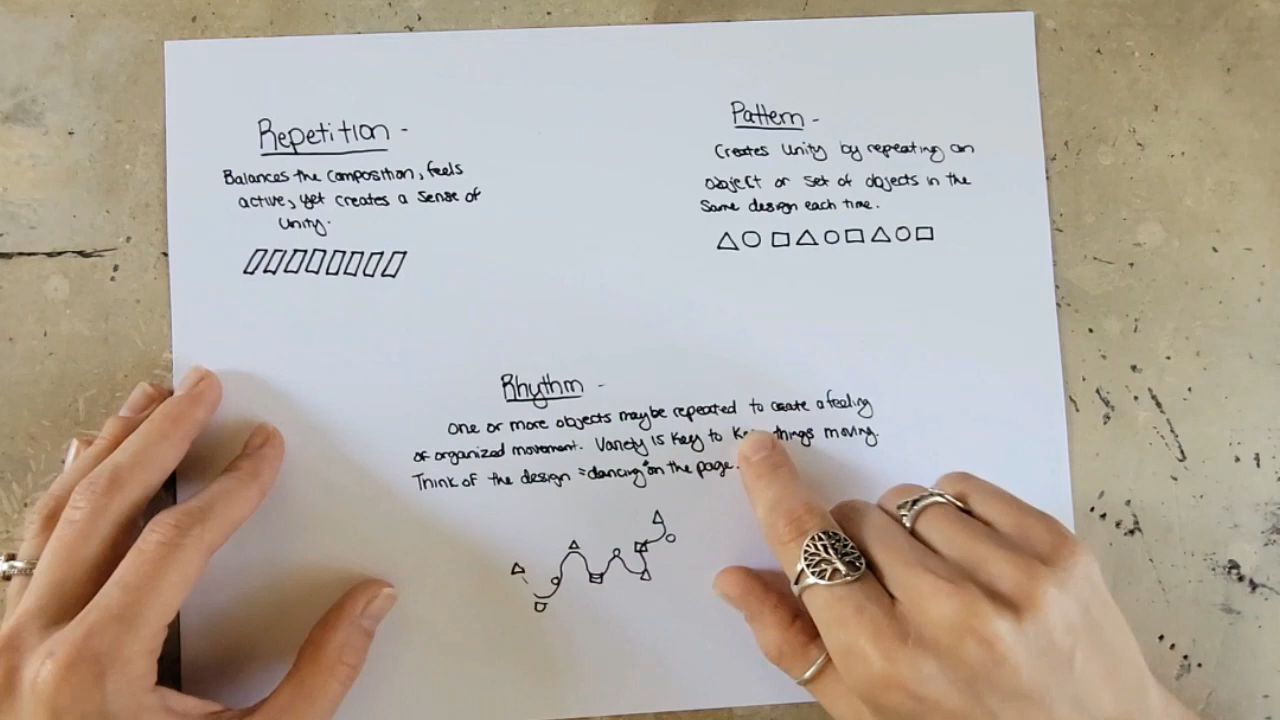 Repetition -
Balances the composition, feels
active, yet creates a sense of
unity.
Pattern -
Creates unity by repeating an
object or set of objects in the
same design each time.
Rhythm -
One or more objects may be repeated to create a feeling
of organized movement. Variety is key to things moving.
Think of the design "dancing" on the page.